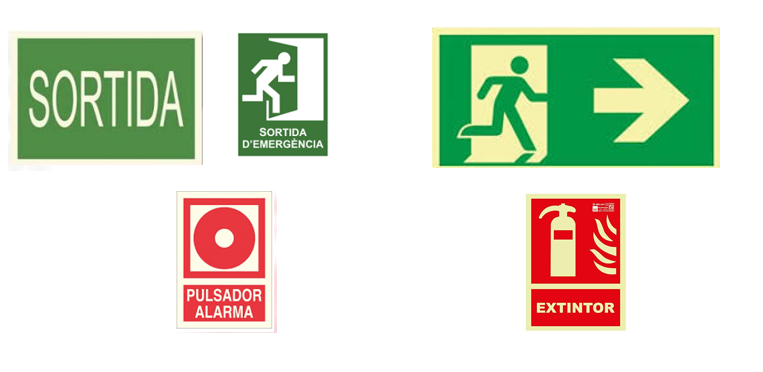 SORTIDA
SORTIDA
D'EMERGÈNCIA
PULSADOR
ALARMA
EXTINTOR